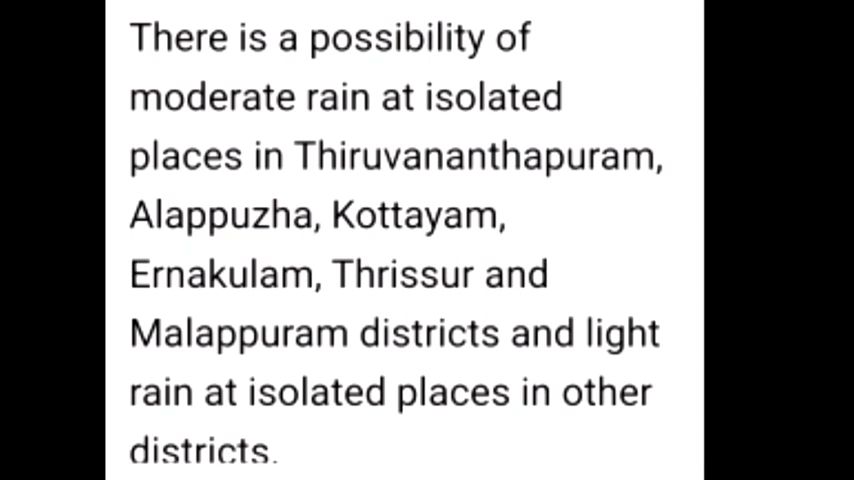 There is a possibility of
moderate rain at isolated
places in Thiruvananthapuram,
Alappuzha, Kottayam,
Ernakulam, Thrissur and
Malappuram districts and light
rain at isolated places in other
districts.